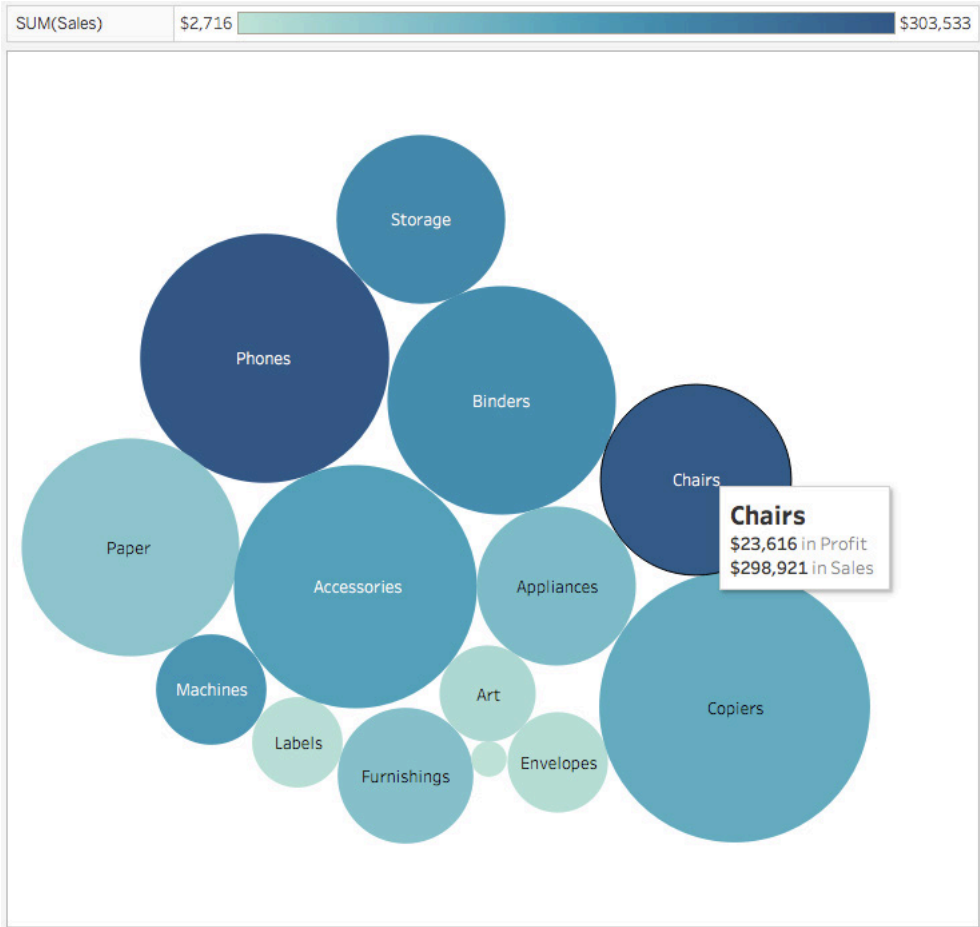 SUM(Sales) $2,716 $303,533
Storage
Phones
Binders
Chairs
Chairs
$23,616 in Profit
$298,921 in Sales
Paper
Accessories
Appliances
Machines
Art
Copiers
Labels
Envelopes
Furnishings